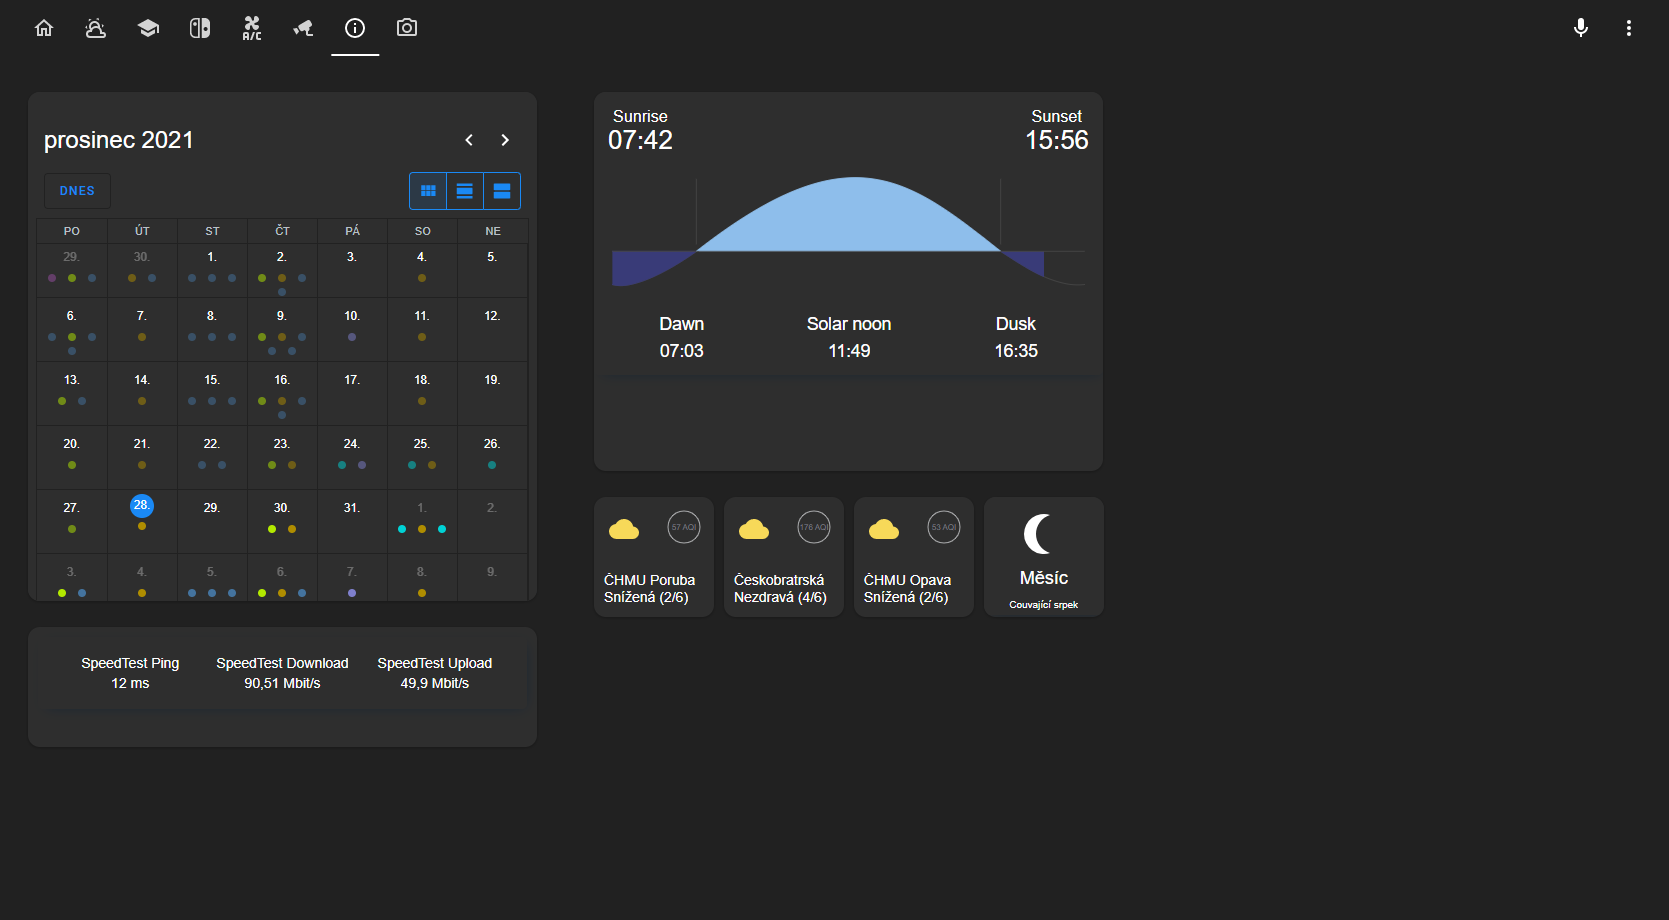 A/C
prosinec 2021
DNES
PO ÚT ST ČT PÁ SO NE
29. 30. 1. 2. 3. 4. 5.
6. 7. 8. 9. 10. 11. 12.
13. 14. 15. 16. 17. 18. 19.
20. 21. 22. 23. 24. 25. 26.
27. 28. 29. 30. 31. 1. 2.
3. 4. 5. 6. 7. 8. 9.
SpeedTest Ping
12 ms
SpeedTest Download
90,51 Mbit/s
SpeedTest Upload
49,9 Mbit/s
Sunrise
07:42
Sunset
15:56
Dawn
07:03
Solar noon
11:49
Dusk
16:35
57 AQI
ČHMU Poruba
Snížená (2/6)
176 AQI
Českobratrská
Nezdravá (4/6)
53 AQI
ČHMU Opava
Snížená (2/6)
Měsíc
Couvající srpek